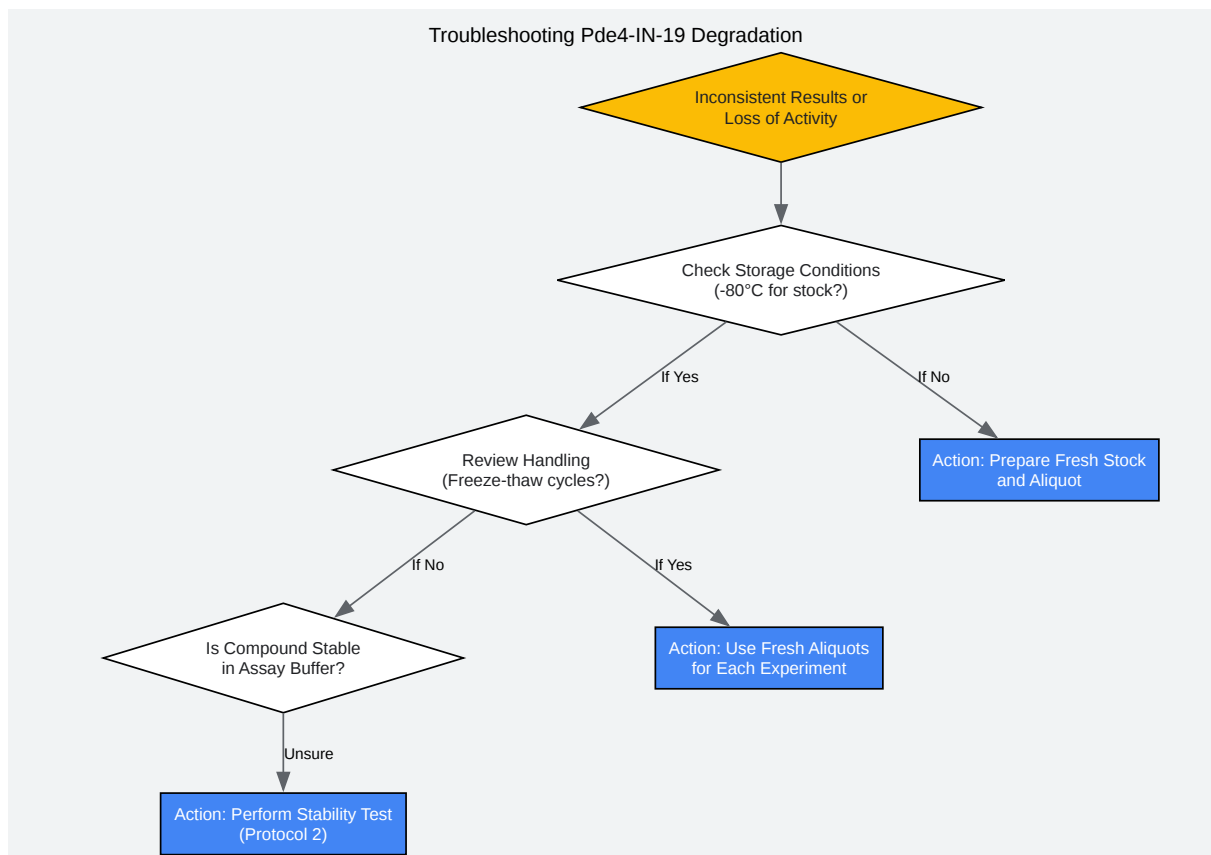 Troubleshooting Pde4-IN-19 Degradation
Inconsistent Results or
Loss of Activity
Check Storage Conditions
(-80°C for stock?)
If Yes
If No
Review Handling
(Freeze-thaw cycles?)
Action: Prepare Fresh Stock
and Aliquot
If No
If Yes
Is Compound Stable
in Assay Buffer?
Action: Use Fresh Aliquots
for Each Experiment
Unsure
Action: Perform Stability Test
(Protocol 2)